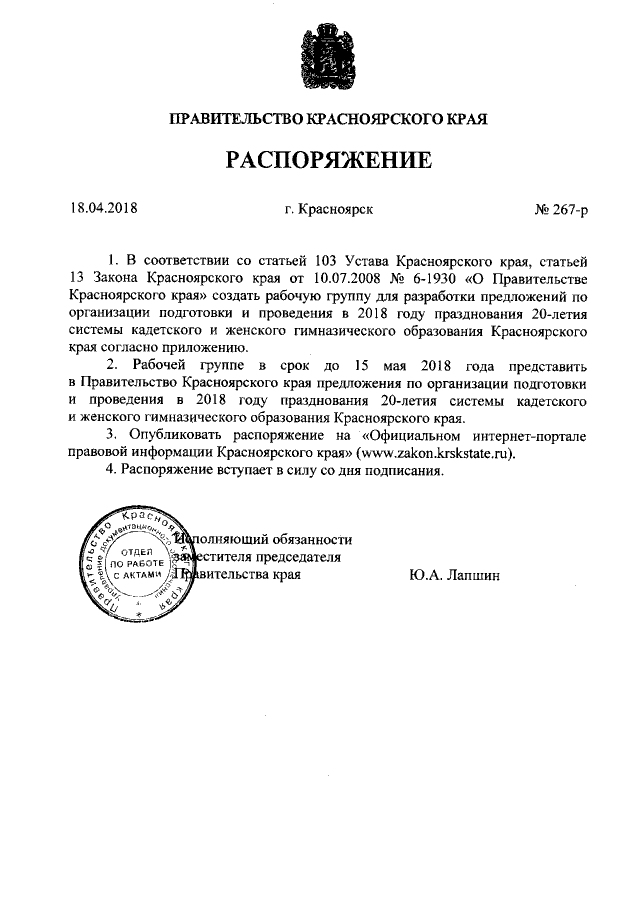 ПРАВИТЕЛЬСТВО КРАСНОЯРСКОГО КРАЯ
РАСПОРЯЖЕНИЕ
18.04.2018 г. Красноярск № 267-р
1. В соответствии со статьей 103 Устава Красноярского края, статьей
13 Закона Красноярского края от 10.07.2008 № 6-1930 «О Правительстве
Красноярского края» создать рабочую группу для разработки предложений по
организации подготовки и проведения в 2018 году празднования 20-летия
системы кадетского и женского гимназического образования Красноярского
края согласно приложению.
2. Рабочей группе в срок до 15 мая 2018 года представить
в Правительство Красноярского края предложения по организации подготовки
и проведения в 2018 году празднования 20-летия системы кадетского
и женского гимназического образования Красноярского края.
3. Опубликовать распоряжение на «Официальном интернет-портале
правовой информации Красноярского края» (www.zakon.krskstate.ru).
4. Распоряжение вступает в силу со дня подписания.
Исполняющий обязанности
заместителя председателя
Правительства края Ю.А. Лапшин
Правительство Красноярского края
Управление документационного обеспечения
ОТДЕЛ
ПО РАБОТЕ
С АКТАМИ